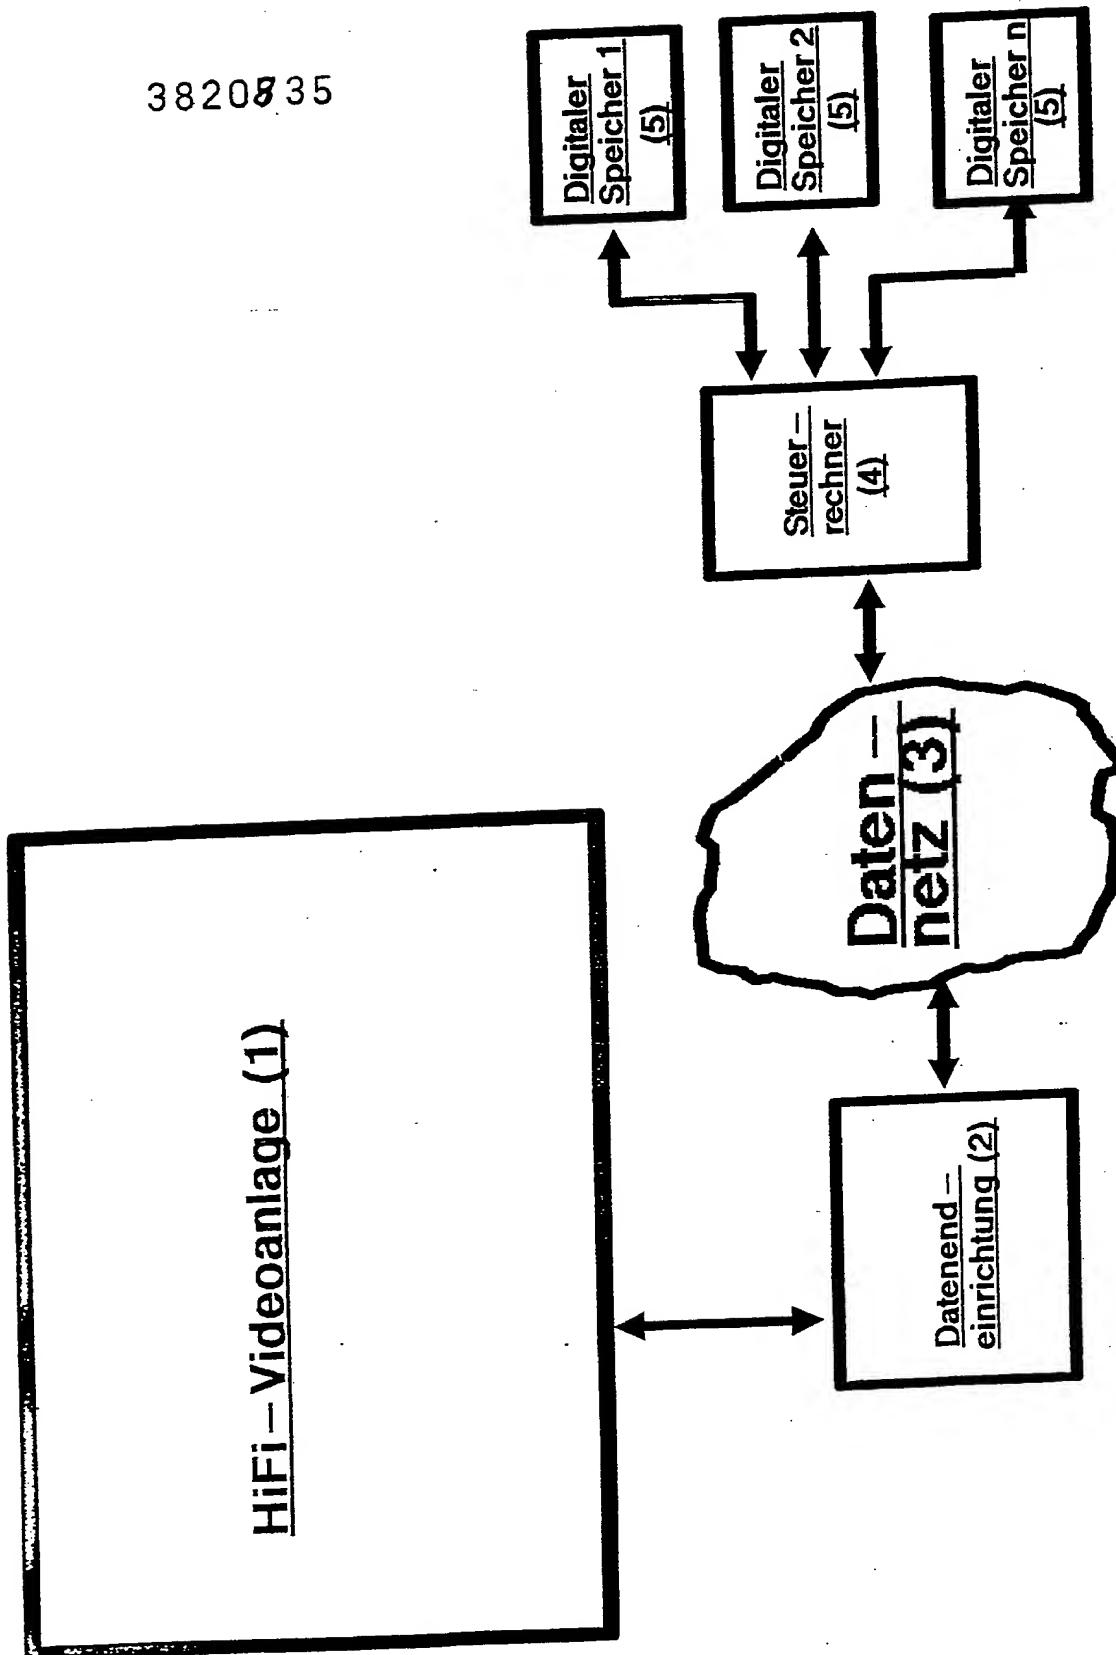 3820835
HiFi – Videoanlage (1)
Datenend –
einrichtung (2)
Daten –
netz (3)
Steuer –
rechner
(4)
Digitaler
Speicher 1
(5)
Digitaler
Speicher 2
(5)
Digitaler
Speicher n
(5)